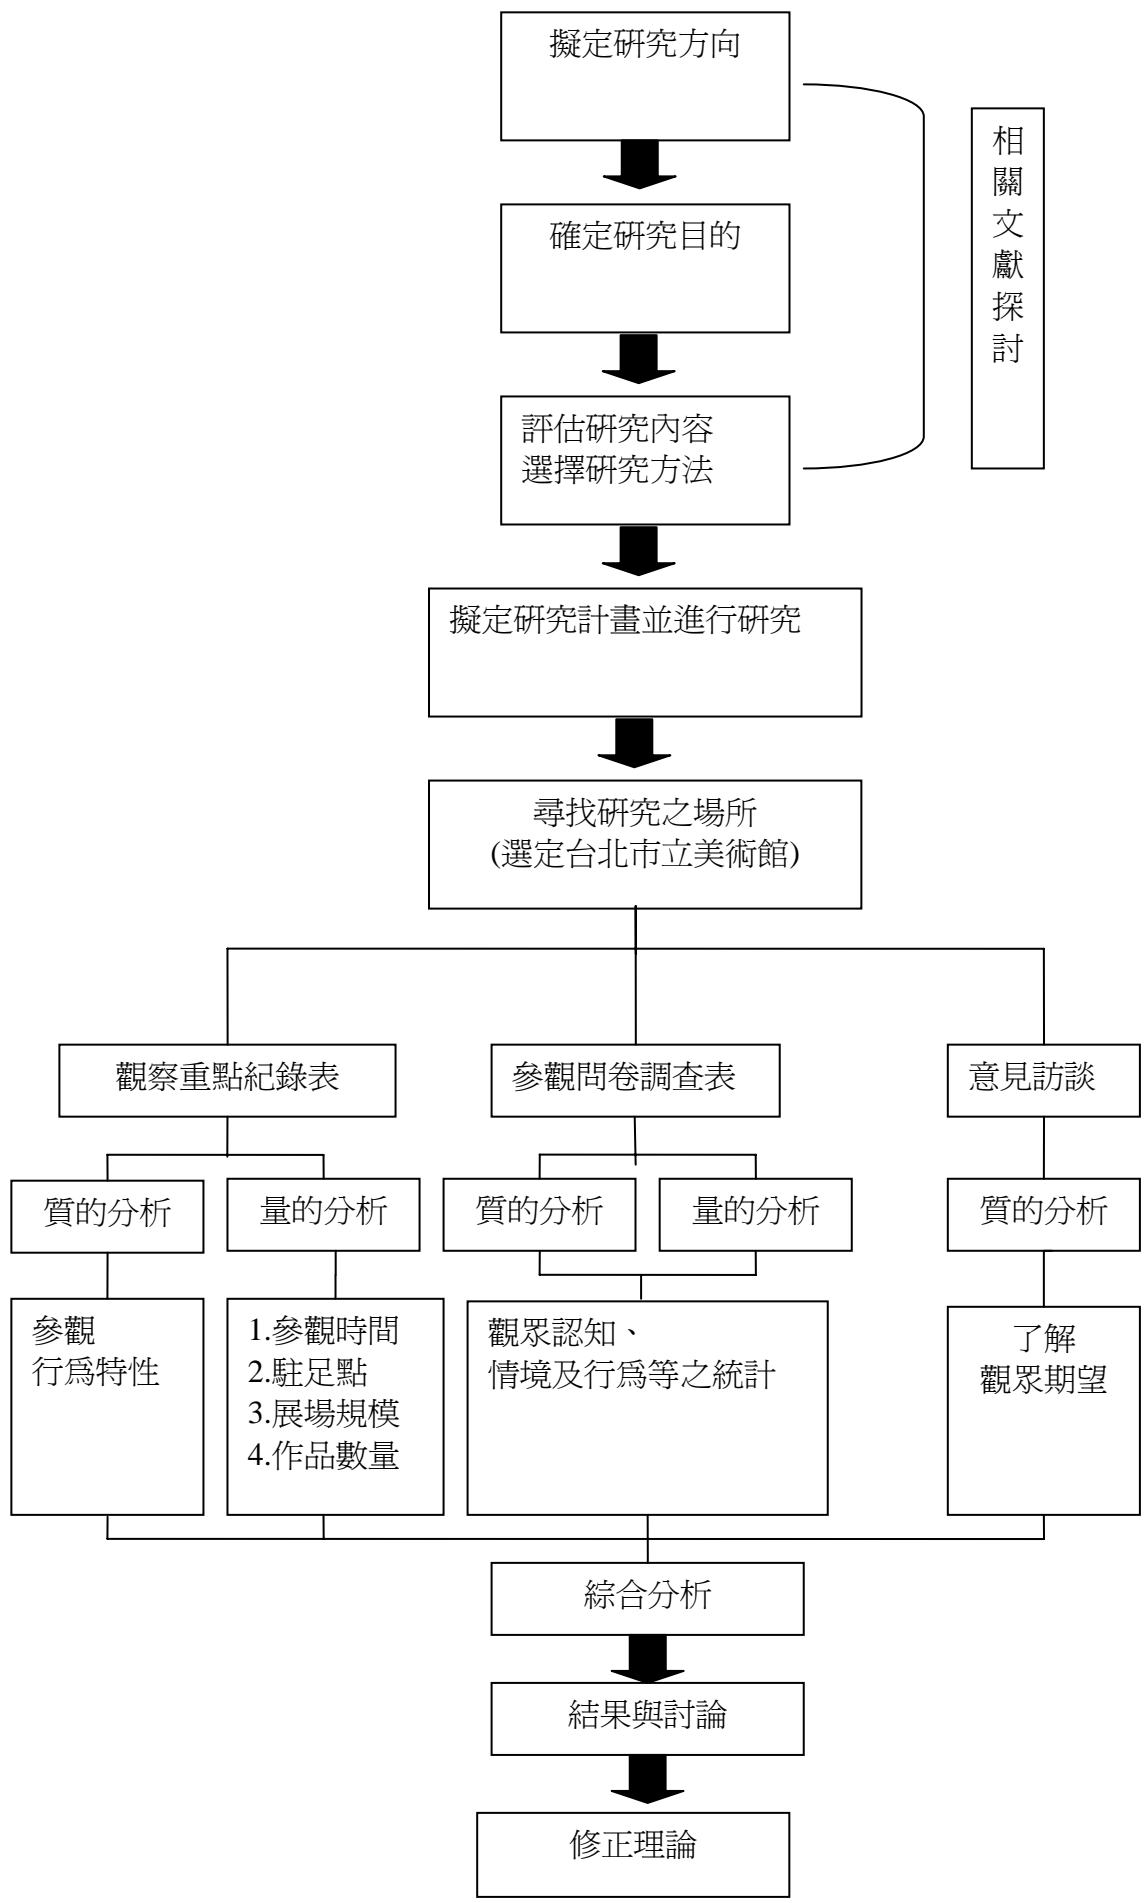 擬定研究方向
相關文獻探討
確定研究目的
評估研究內容
選擇研究方法
擬定研究計畫並進行研究
尋找研究之場所
(選定台北市立美術館)
觀察重點紀錄表
參觀問卷調查表
意見訪談
質的分析
量的分析
質的分析
量的分析
質的分析
參觀
行為特性
1.參觀時間
2.駐足點
3.展場規模
4.作品數量
觀眾認知、
情境及行為等之統計
了解
觀眾期望
綜合分析
結果與討論
修正理論